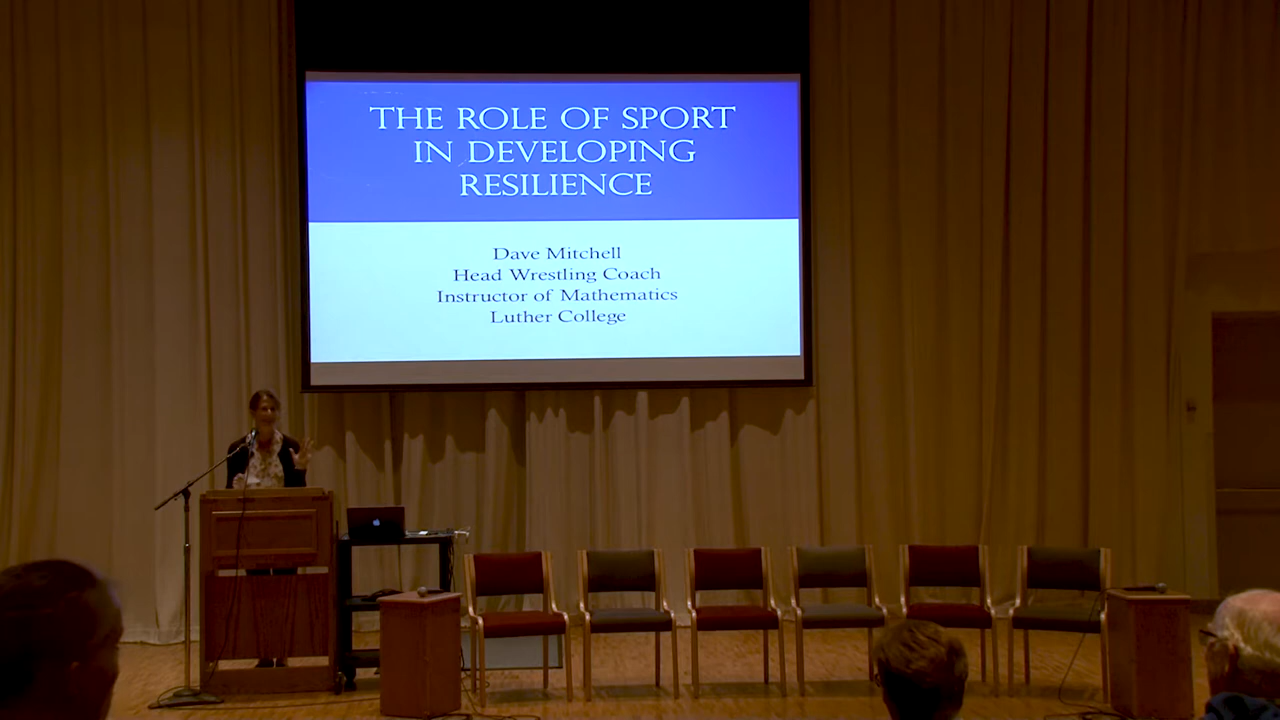 THE ROLE OF SPORT
IN DEVELOPING
RESILIENCE
Dave Mitchell
Head Wrestling Coach
Instructor of Mathematics
Luther College